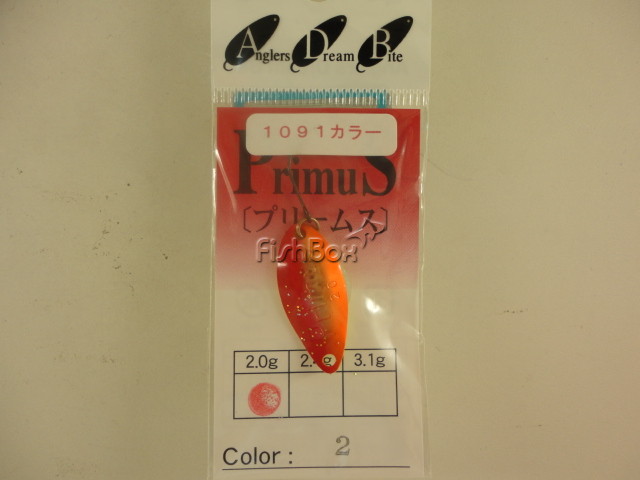 Anglers Dream Bite
1091カラー
PrimuS
〔プリームス〕
FishBox
2.0g 3.1g
Color: 2